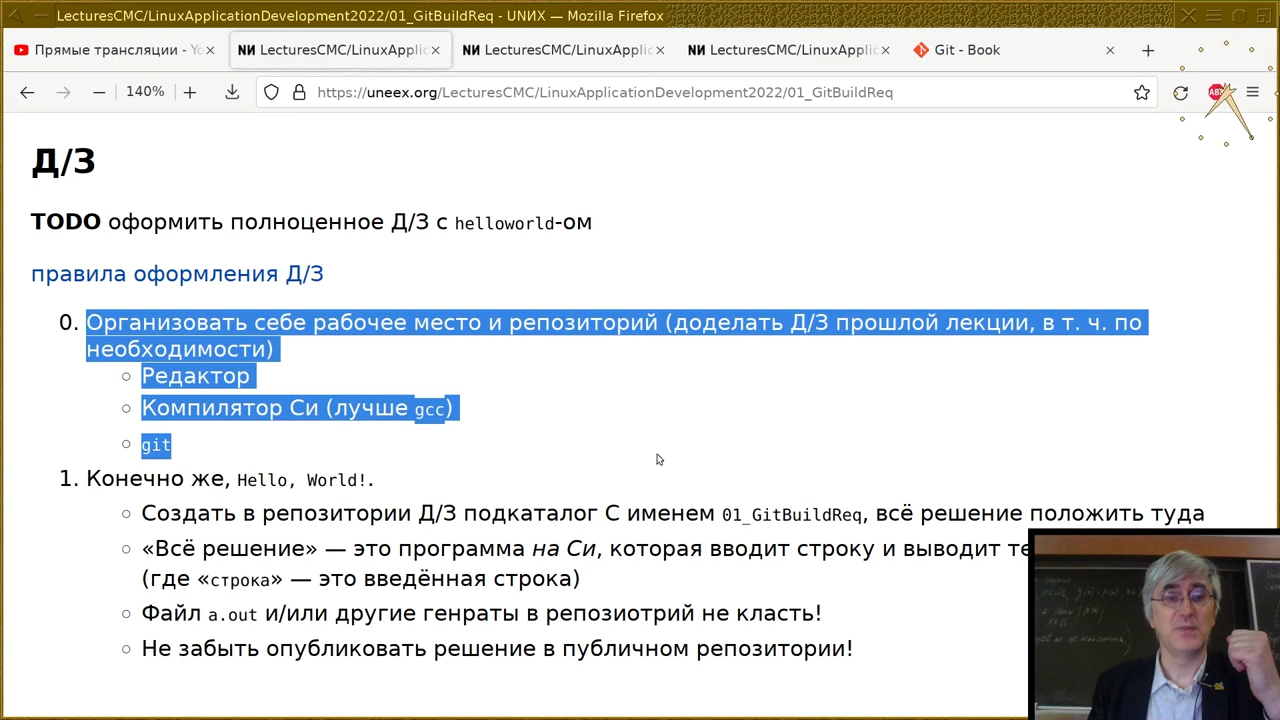 LecturesCMC/LinuxApplicationDevelopment2022/01_GitBuildReq - UNИX — Mozilla Firefox
Прямые трансляции - Yo
NИ LecturesCMC/LinuxApplic
NИ LecturesCMC/LinuxApplic
NИ LecturesCMC/LinuxApplic
Git - Book
140%
https://uneex.org/LecturesCMC/LinuxApplicationDevelopment2022/01_GitBuildReq
ABP
Д/З
TODO оформить полноценное Д/З с helloworld-ом
правила оформления Д/З
0. Организовать себе рабочее место и репозиторий (доделать Д/З прошлой лекции, в т. ч. по
необходимости)
Редактор
Компилятор Си (лучше gcc)
git
1. Конечно же, Hello, World!.
Создать в репозитории Д/З подкаталог С именем 01_GitBuildReq, всё решение положить туда
«Всё решение» — это программа на Си, которая вводит строку и выводит те
(где «строка» — это введённая строка)
Файл a.out и/или другие генраты в репозиотрий не класть!
Не забыть опубликовать решение в публичном репозитории!